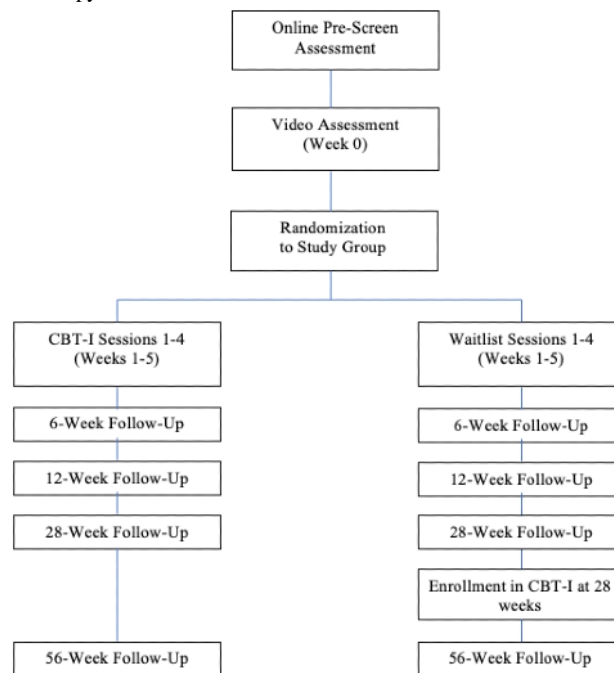 Online Pre-Screen
Assessment
Video Assessment
(Week 0)
Randomization
to Study Group
CBT-I Sessions 1-4
(Weeks 1-5)
6-Week Follow-Up
12-Week Follow-Up
28-Week Follow-Up
56-Week Follow-Up
Waitlist Sessions 1-4
(Weeks 1-5)
6-Week Follow-Up
12-Week Follow-Up
28-Week Follow-Up
Enrollment in CBT-I at 28
weeks
56-Week Follow-Up